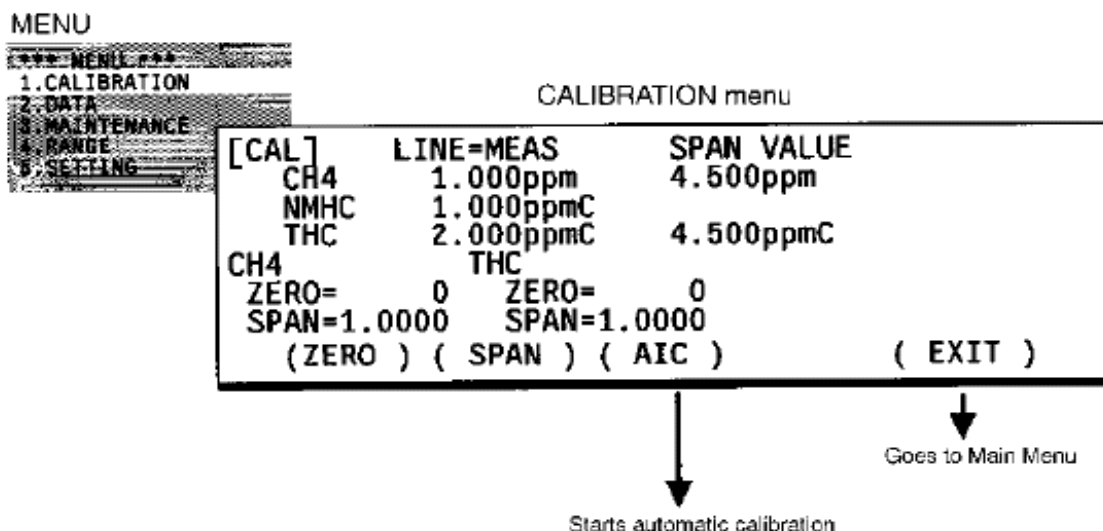 MENU
*** MENU ***
1.CALIBRATION
2.DATA
3.MAINTENANCE
4.RANGE
5.SETTING
CALIBRATION menu
[CAL] LINE=MEAS SPAN VALUE
CH4 1.000ppm 4.500ppm
NMHC 1.000ppmC
THC 2.000ppmC 4.500ppmC
CH4 THC
ZERO= 0 ZERO= 0
SPAN=1.0000 SPAN=1.0000
(ZERO ) ( SPAN ) ( AIC ) ( EXIT )
Goes to Main Menu
Starts automatic calibration